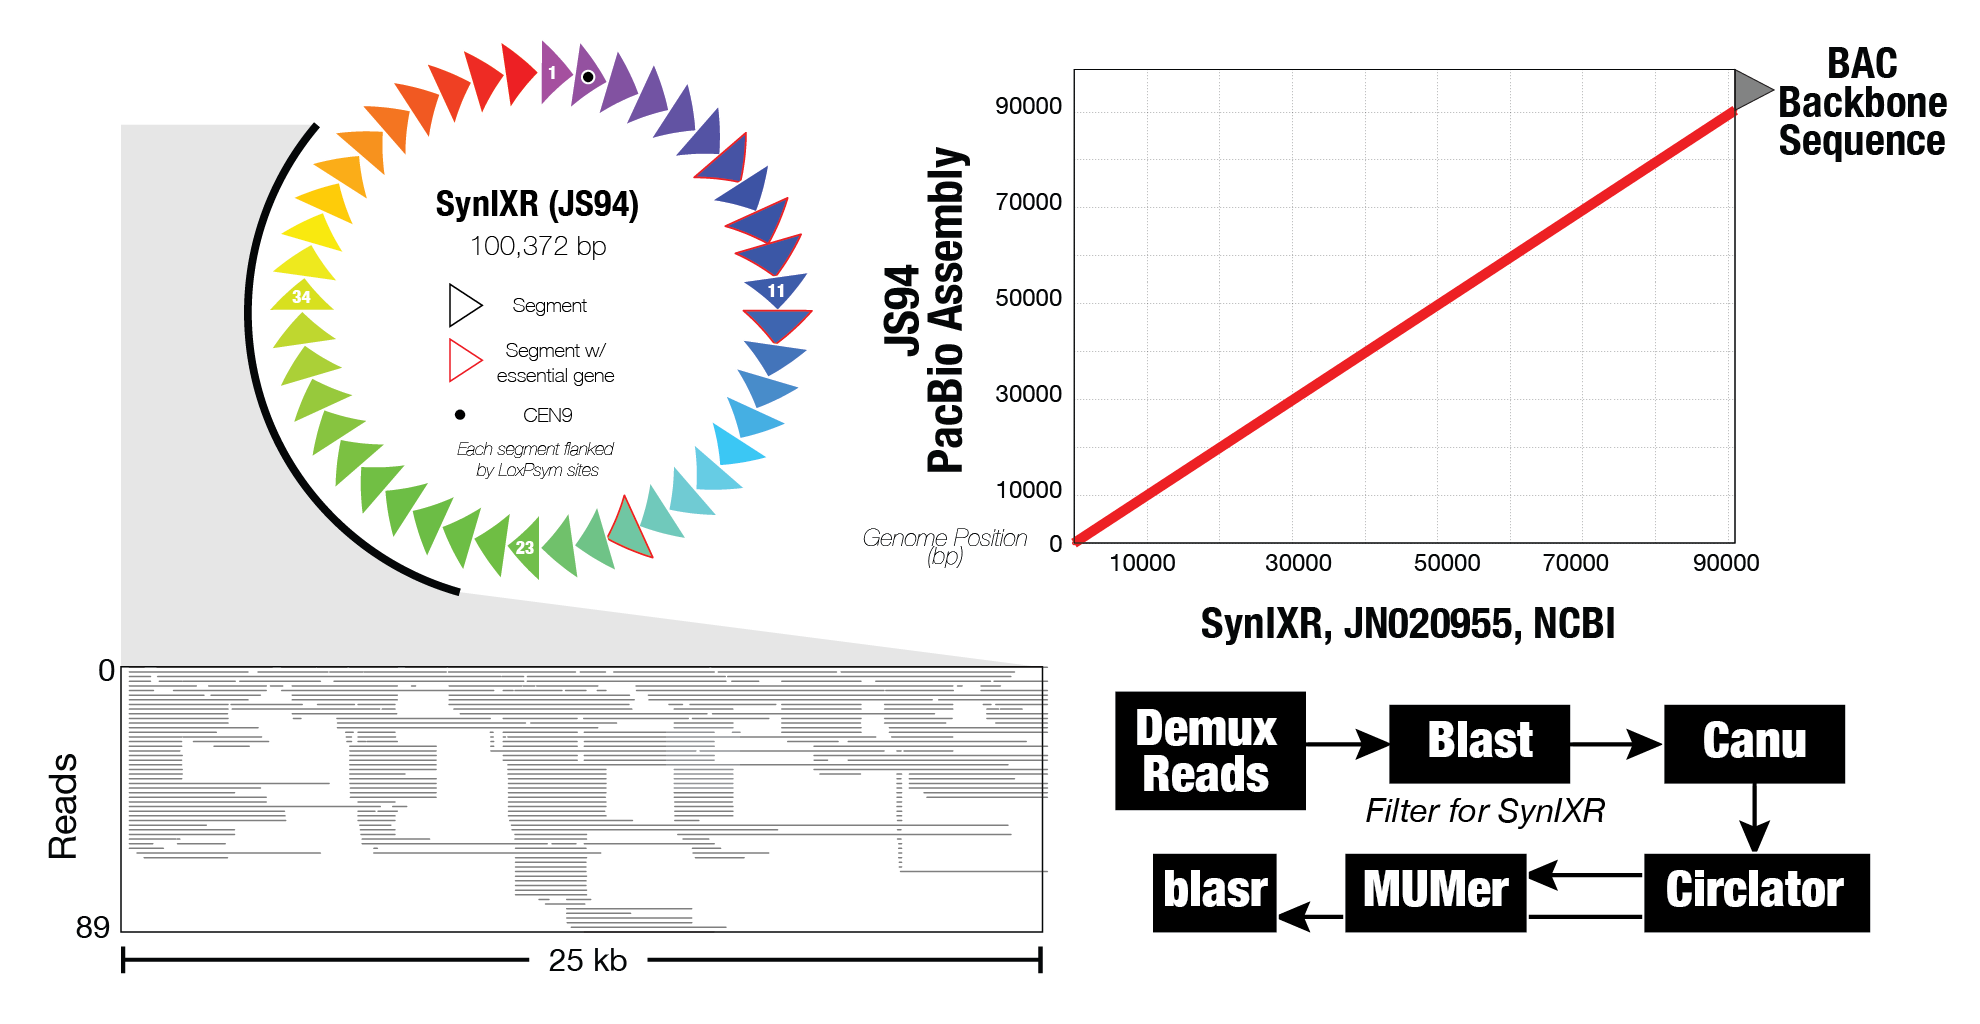 1
11
23
34
SynIXR (JS94)
100,372 bp
Segment
Segment w/
essential gene
CEN9
Each segment flanked
by LoxPsym sites
0
Reads
89
25 kb
JS94
PacBio Assembly
90000
70000
50000
30000
10000
0
Genome Position
(bp)
10000 30000 50000 70000 90000
SynIXR, JN020955, NCBI
BAC
Backbone
Sequence
Demux
Reads
Blast
Canu
Filter for SynIXR
blasr
MUMer
Circlator